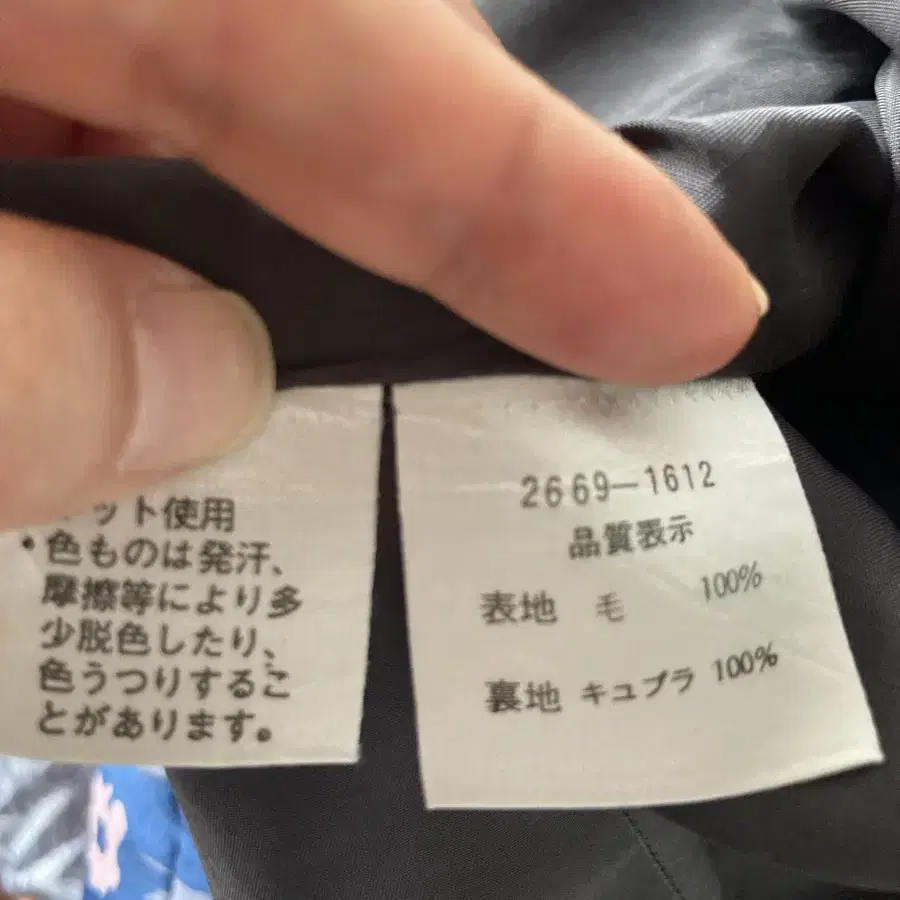 ット使用
・色ものは発汗、
摩擦等により多
少脱色したり、
色うつりするこ
とがあります。
2669-1612
品質表示
表地 毛 100%
裏地 キュプラ 100%